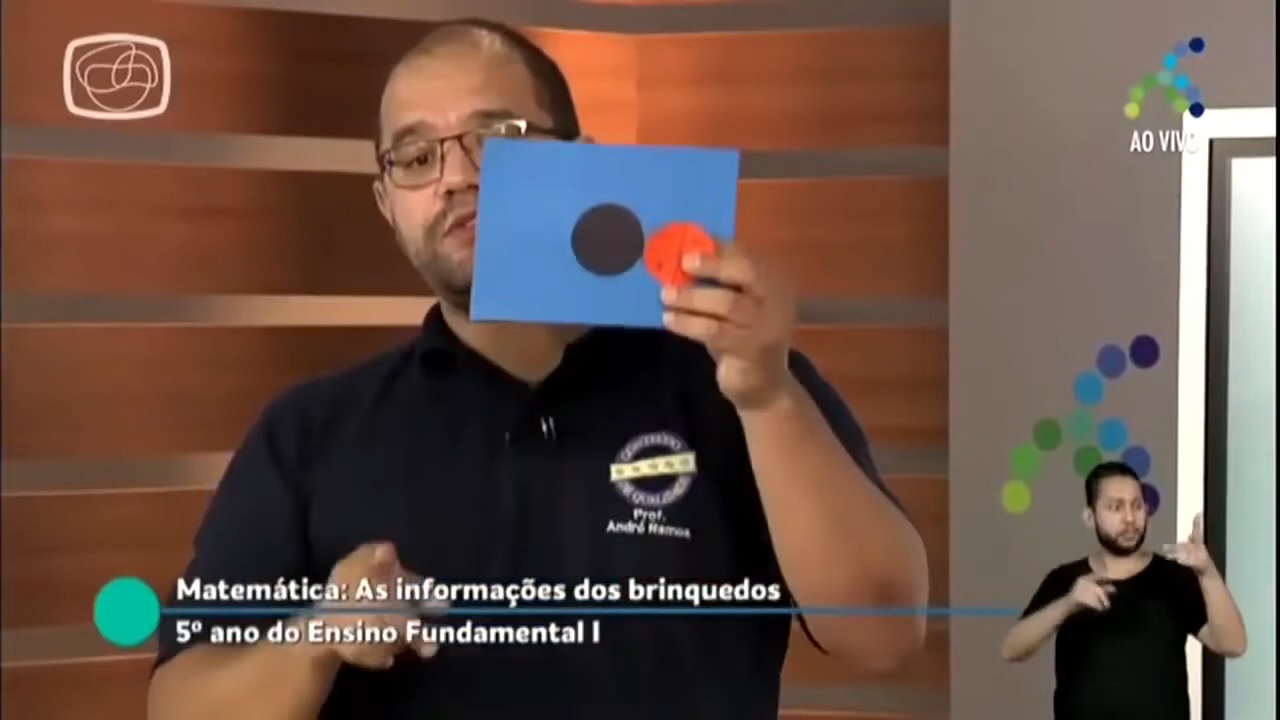 AO VIVO
Prof.
André Ramos
Matemática: As informações dos brinquedos
5º ano do Ensino Fundamental I